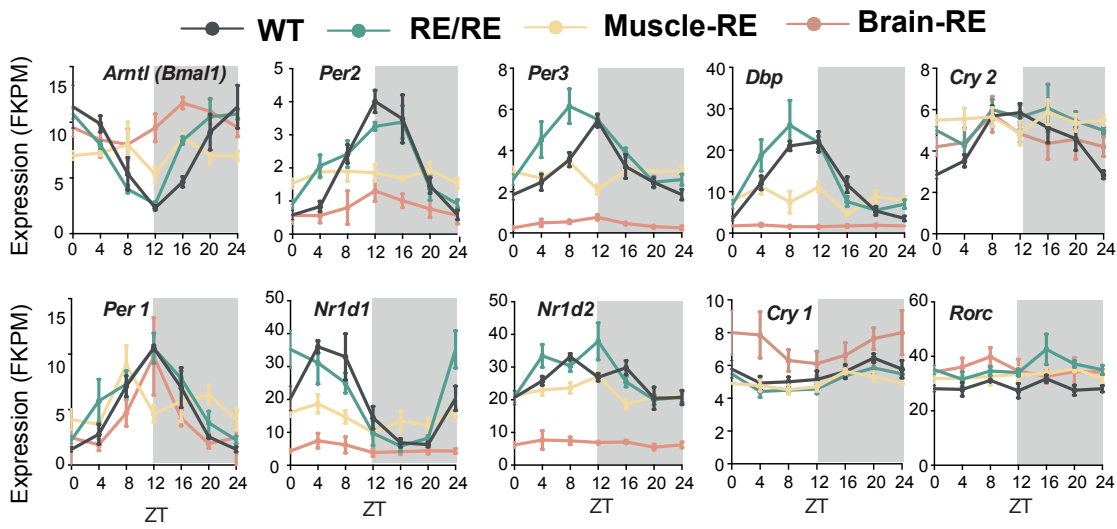 WT RE/RE Muscle-RE Brain-RE
Arntl (Bmal1) Per2 Per3 Dbp Cry 2
Expression (FKPM)
15 10 5 0
5 4 3 2 1 0
8 6 4 2 0
40 30 20 10 0
8 6 4 2 0
0 4 8 12 16 20 24 0 4 8 12 16 20 24 0 4 8 12 16 20 24 0 4 8 12 16 20 24 0 4 8 12 16 20 24
Per 1 Nr1d1 Nr1d2 Cry 1 Rorc
Expression (FKPM)
15 10 5 0
50 40 30 20 10 0
50 40 30 20 10 0
10 8 6 4 2 0
60 40 20 0
0 4 8 12 16 20 24 0 4 8 12 16 20 24 0 4 8 12 16 20 24 0 4 8 12 16 20 24 0 4 8 12 16 20 24
ZT ZT ZT ZT ZT